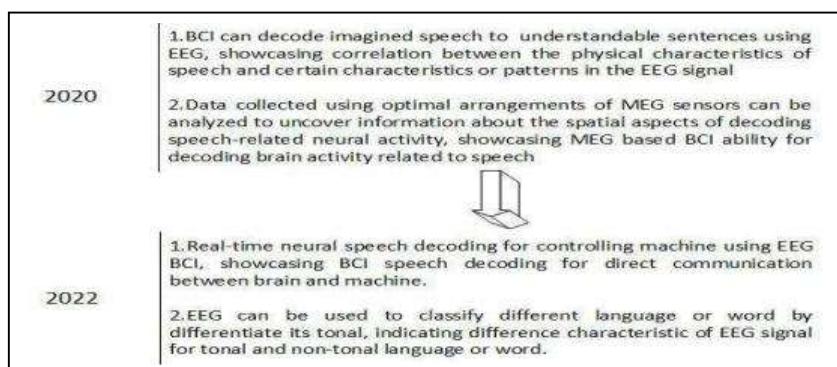 1.BCI can decode imagined speech to understandable sentences using
EEG, showcasing correlation between the physical characteristics of
speech and certain characteristics or patterns in the EEG signal
2020
2.Data collected using optimal arrangements of MEG sensors can be
analyzed to uncover information about the spatial aspects of decoding
speech-related neural activity, showcasing MEG based BCI ability for
decoding brain activity related to speech
1.Real-time neural speech decoding for controlling machine using EEG
BCI, showcasing BCI speech decoding for direct communication
between brain and machine.
2022
2.EEG can be used to classify different language or word by
differentiate its tonal, indicating difference characteristic of EEG signal
for tonal and non-tonal language or word.